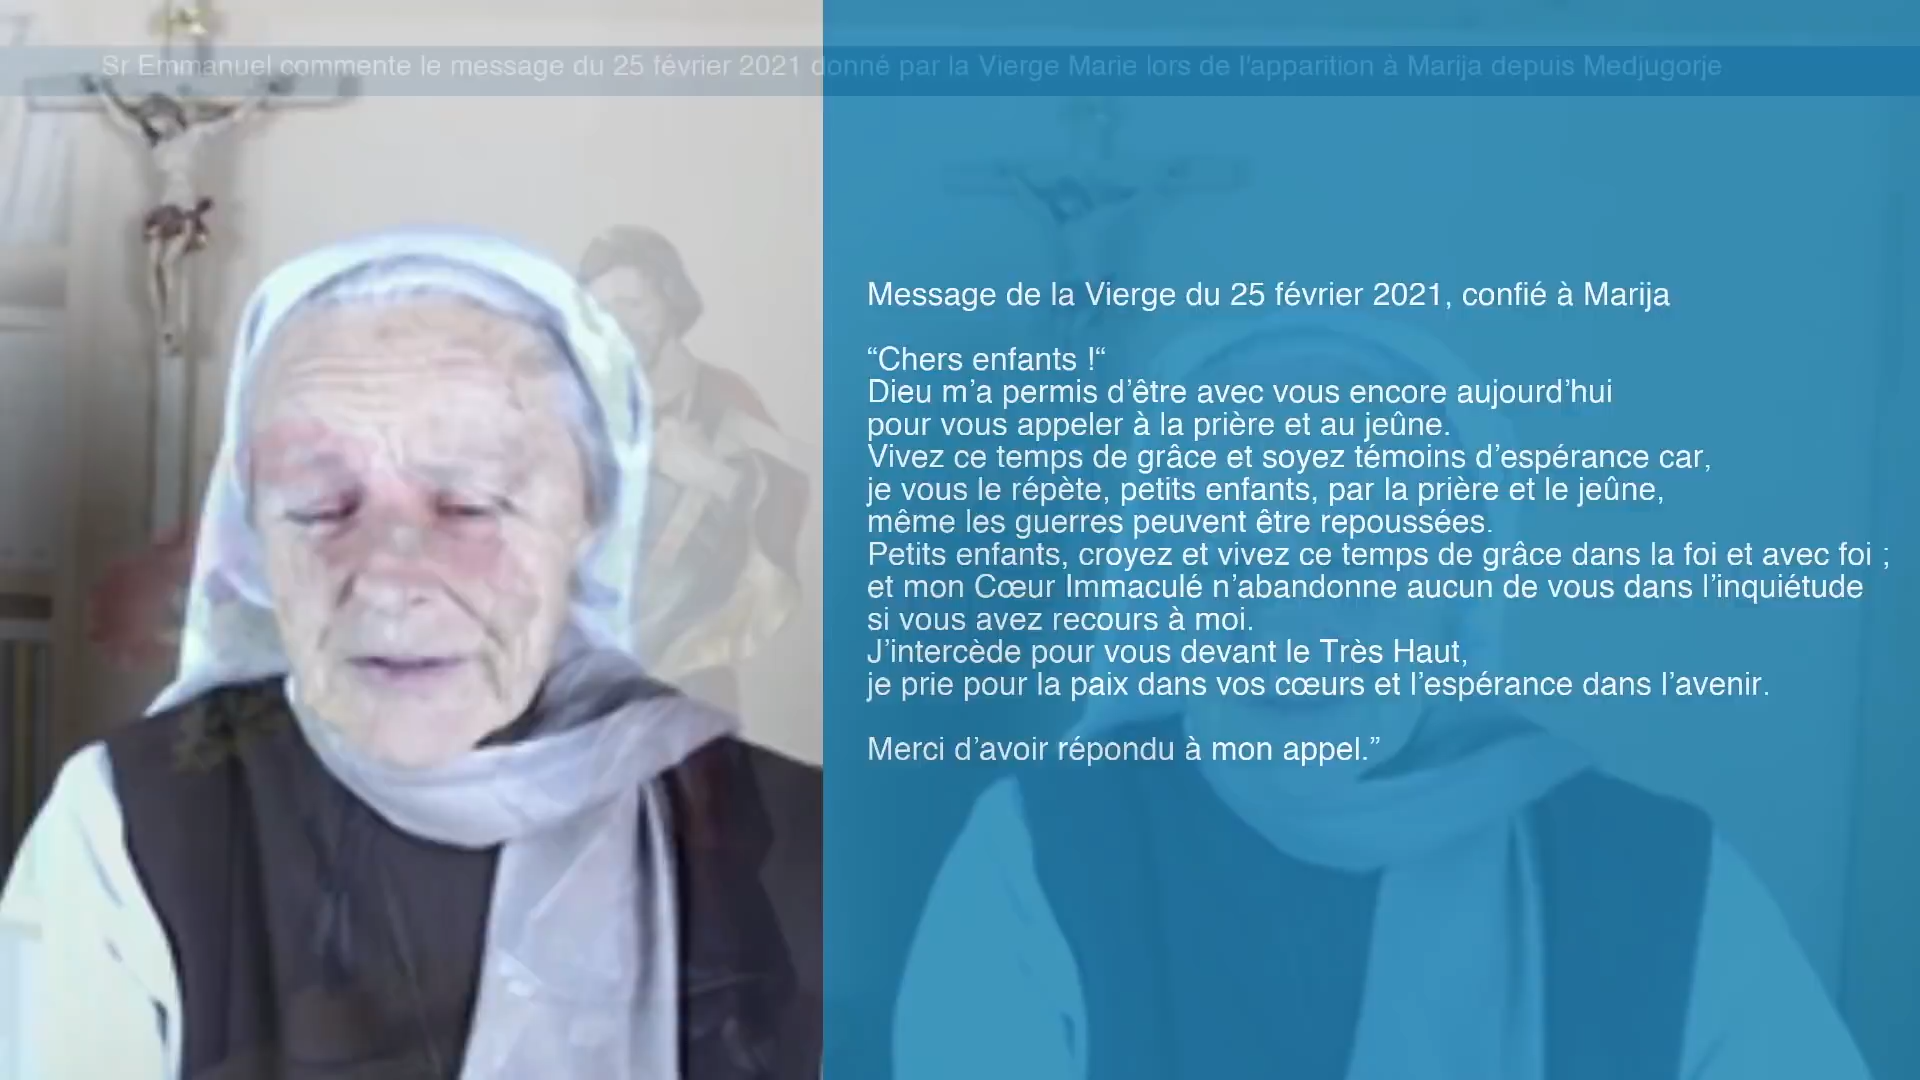 Sr Emmanuel commente le message du 25 février 2021 donné par la Vierge Marie lors de l'apparition à Marija depuis Medjugorje
Message de la Vierge du 25 février 2021, confié à Marija
“Chers enfants !“
Dieu m’a permis d’être avec vous encore aujourd’hui
pour vous appeler à la prière et au jeûne.
Vivez ce temps de grâce et soyez témoins d’espérance car,
je vous le répète, petits enfants, par la prière et le jeûne,
même les guerres peuvent être repoussées.
Petits enfants, croyez et vivez ce temps de grâce dans la foi et avec foi ;
et mon Cœur Immaculé n’abandonne aucun de vous dans l’inquiétude
si vous avez recours à moi.
J’intercède pour vous devant le Très Haut,
je prie pour la paix dans vos cœurs et l’espérance dans l’avenir.
Merci d’avoir répondu à mon appel.”